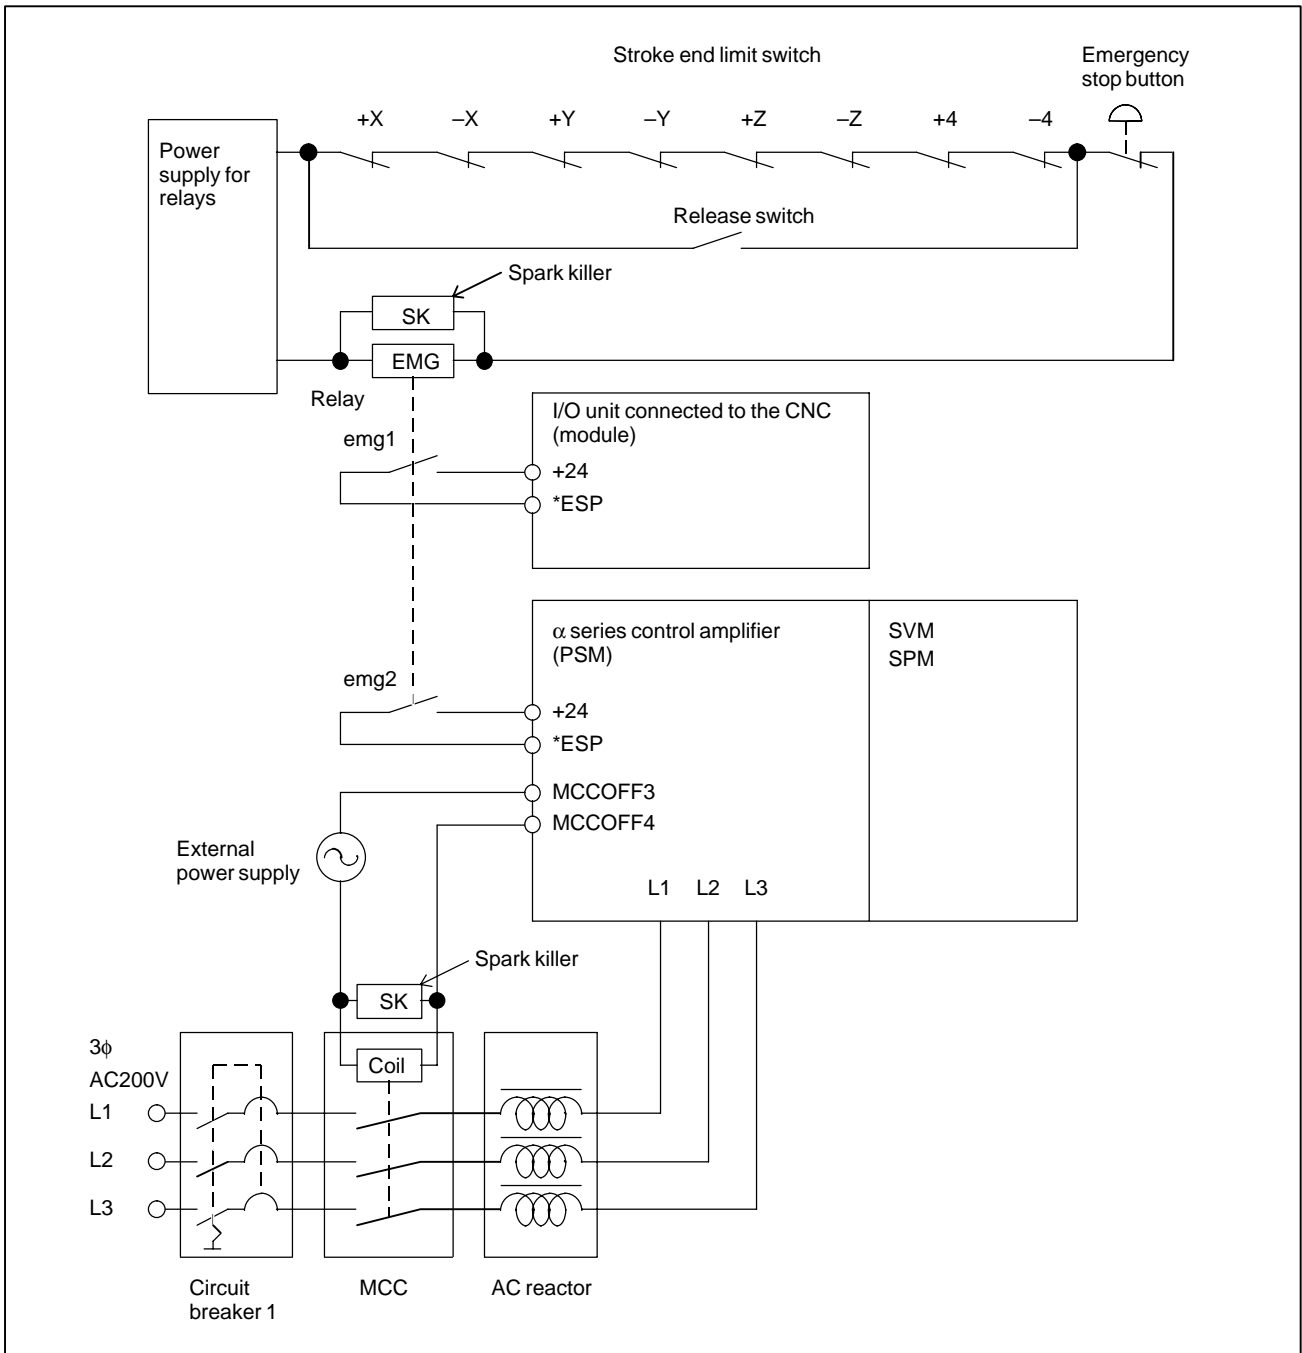 Stroke end limit switch
Emergency
stop button
+X –X +Y –Y +Z –Z +4 –4
Power
supply for
relays
Release switch
Spark killer
SK
EMG
Relay
I/O unit connected to the CNC
(module)
emg1
+24
*ESP
α series control amplifier
(PSM)
SVM
SPM
emg2
+24
*ESP
MCCOFF3
MCCOFF4
External
power supply
L1 L2 L3
Spark killer
SK
3ϕ
AC200V
Coil
L1
L2
L3
Circuit
breaker 1
MCC
AC reactor